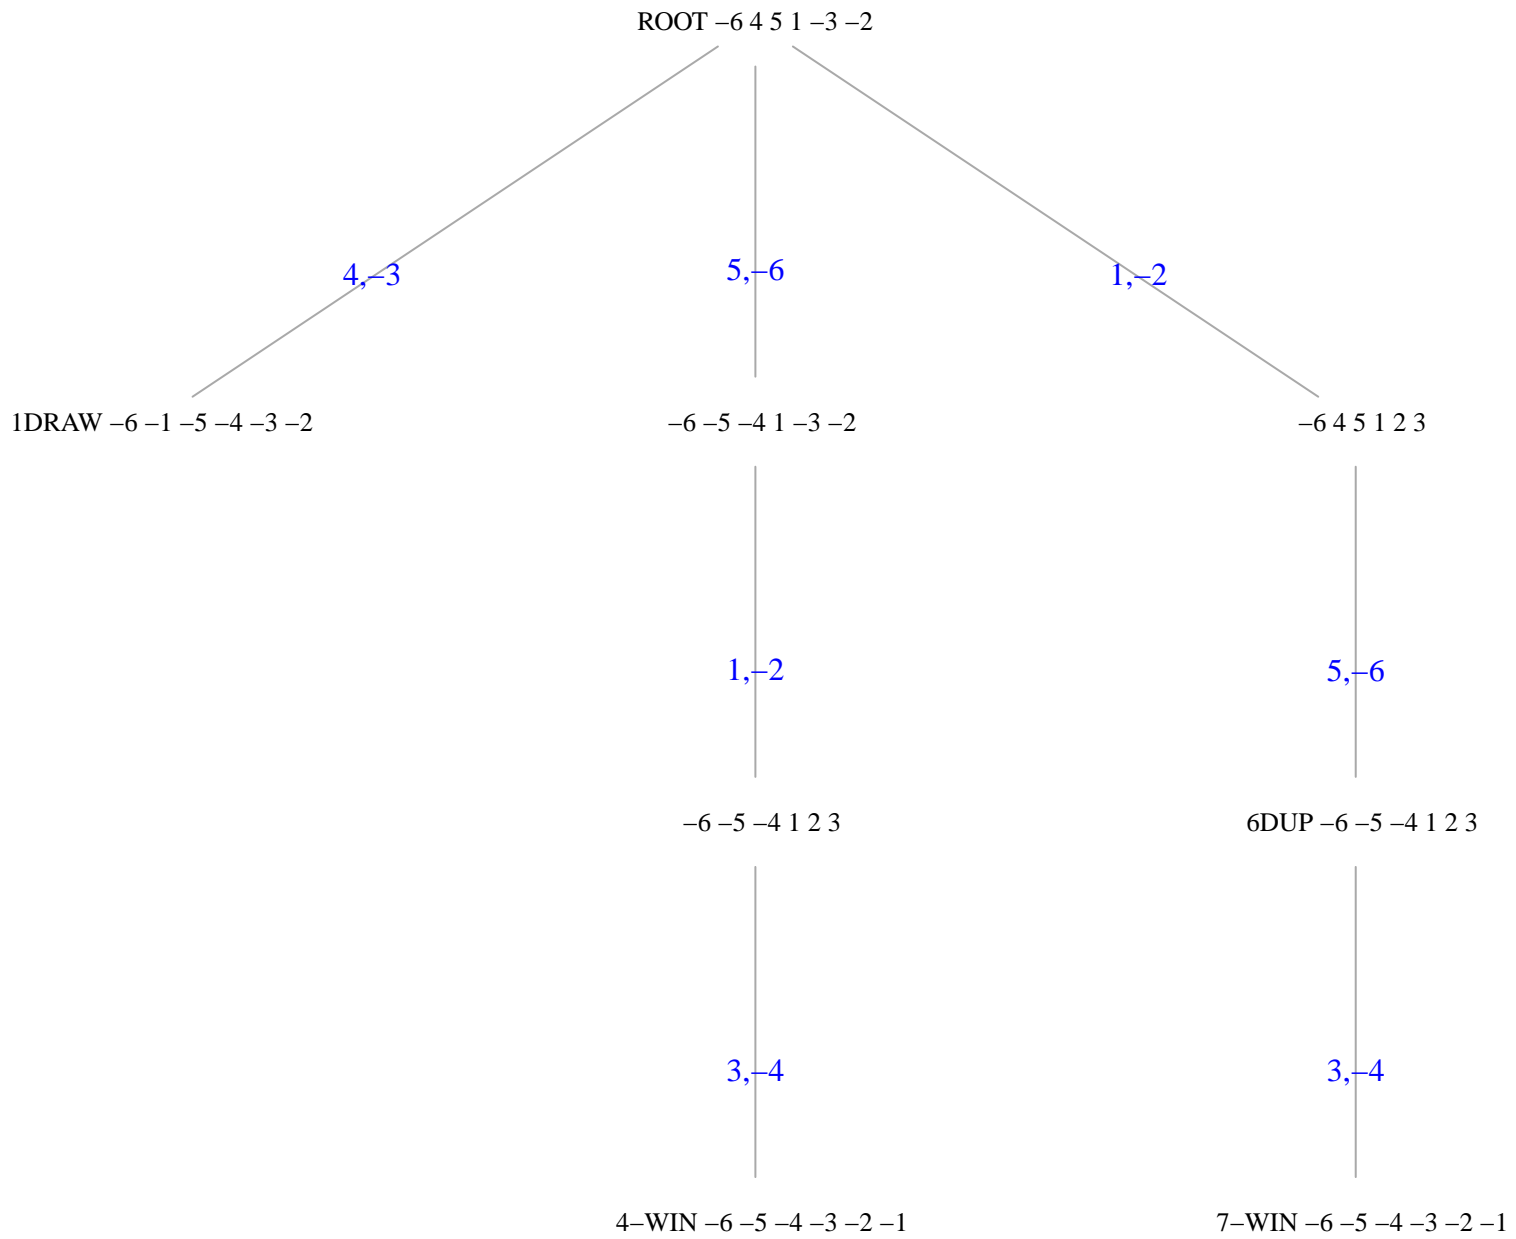 ROOT –6 4 5 1 –3 –2
4,–3
5,–6
1,–2
1DRAW –6 –1 –5 –4 –3 –2
–6 –5 –4 1 –3 –2
–6 4 5 1 2 3
1,–2
5,–6
–6 –5 –4 1 2 3
6DUP –6 –5 –4 1 2 3
3,–4
3,–4
4–WIN –6 –5 –4 –3 –2 –1
7–WIN –6 –5 –4 –3 –2 –1